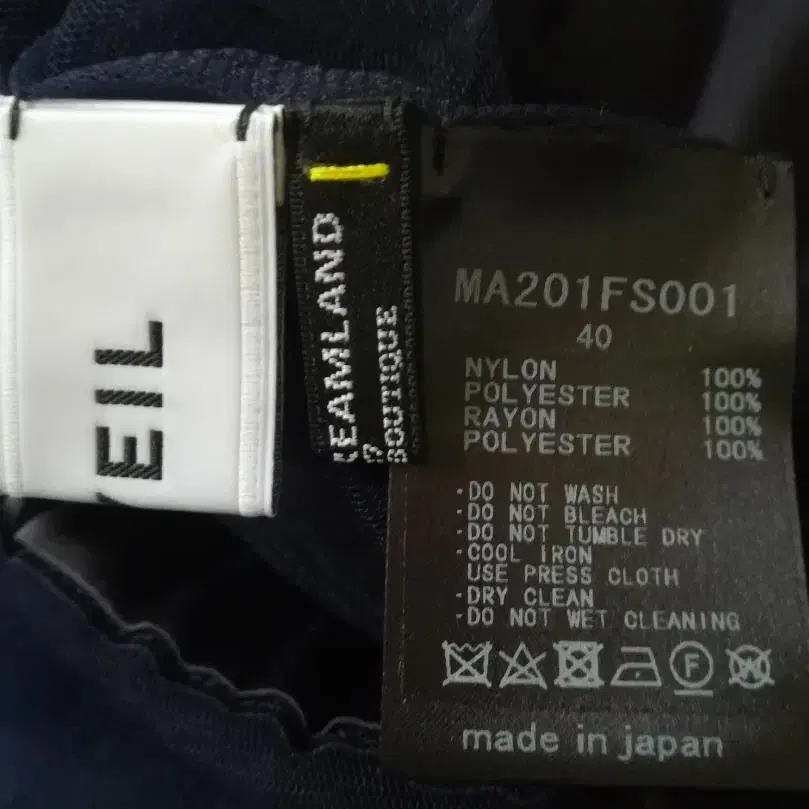 EIL
BOUTIQUE
MA201FS001
40
NYLON 100%
POLYESTER 100%
RAYON 100%
POLYESTER 100%
·DO NOT WASH
·DO NOT BLEACH
·DO NOT TUMBLE DRY
·COOL IRON
USE PRESS CLOTH
·DRY CLEAN
·DO NOT WET CLEANING
F
W
made in japan